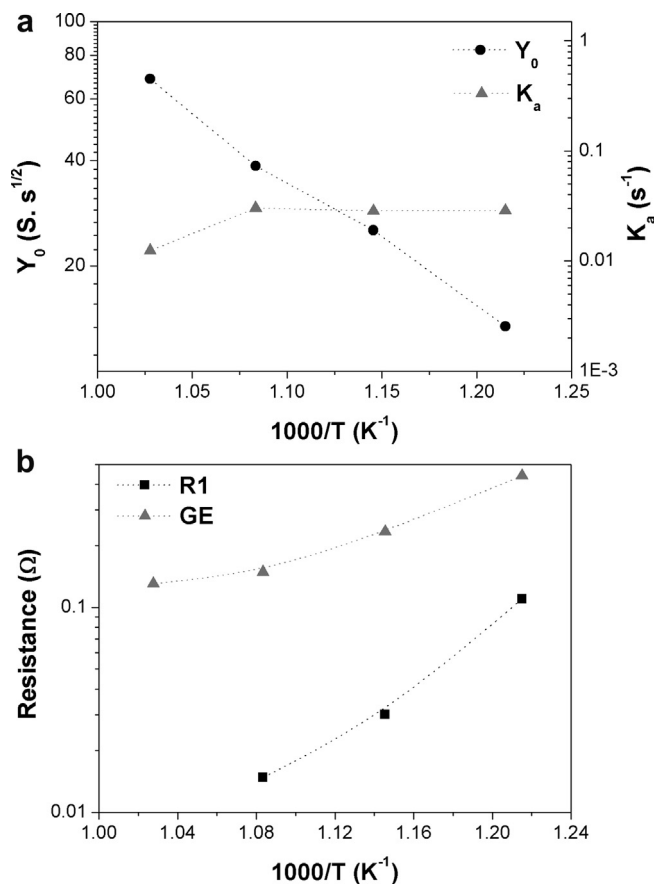 a
100
80
60
40
20
Y0 (S. s1/2)
Y0
Ka
1
0.1
0.01
1E-3
Ka (s-1)
1.00 1.05 1.10 1.15 1.20 1.25
1000/T (K-1)
b
R1
GE
0.1
0.01
Resistance (Ω)
1.00 1.04 1.08 1.12 1.16 1.20 1.24
1000/T (K-1)